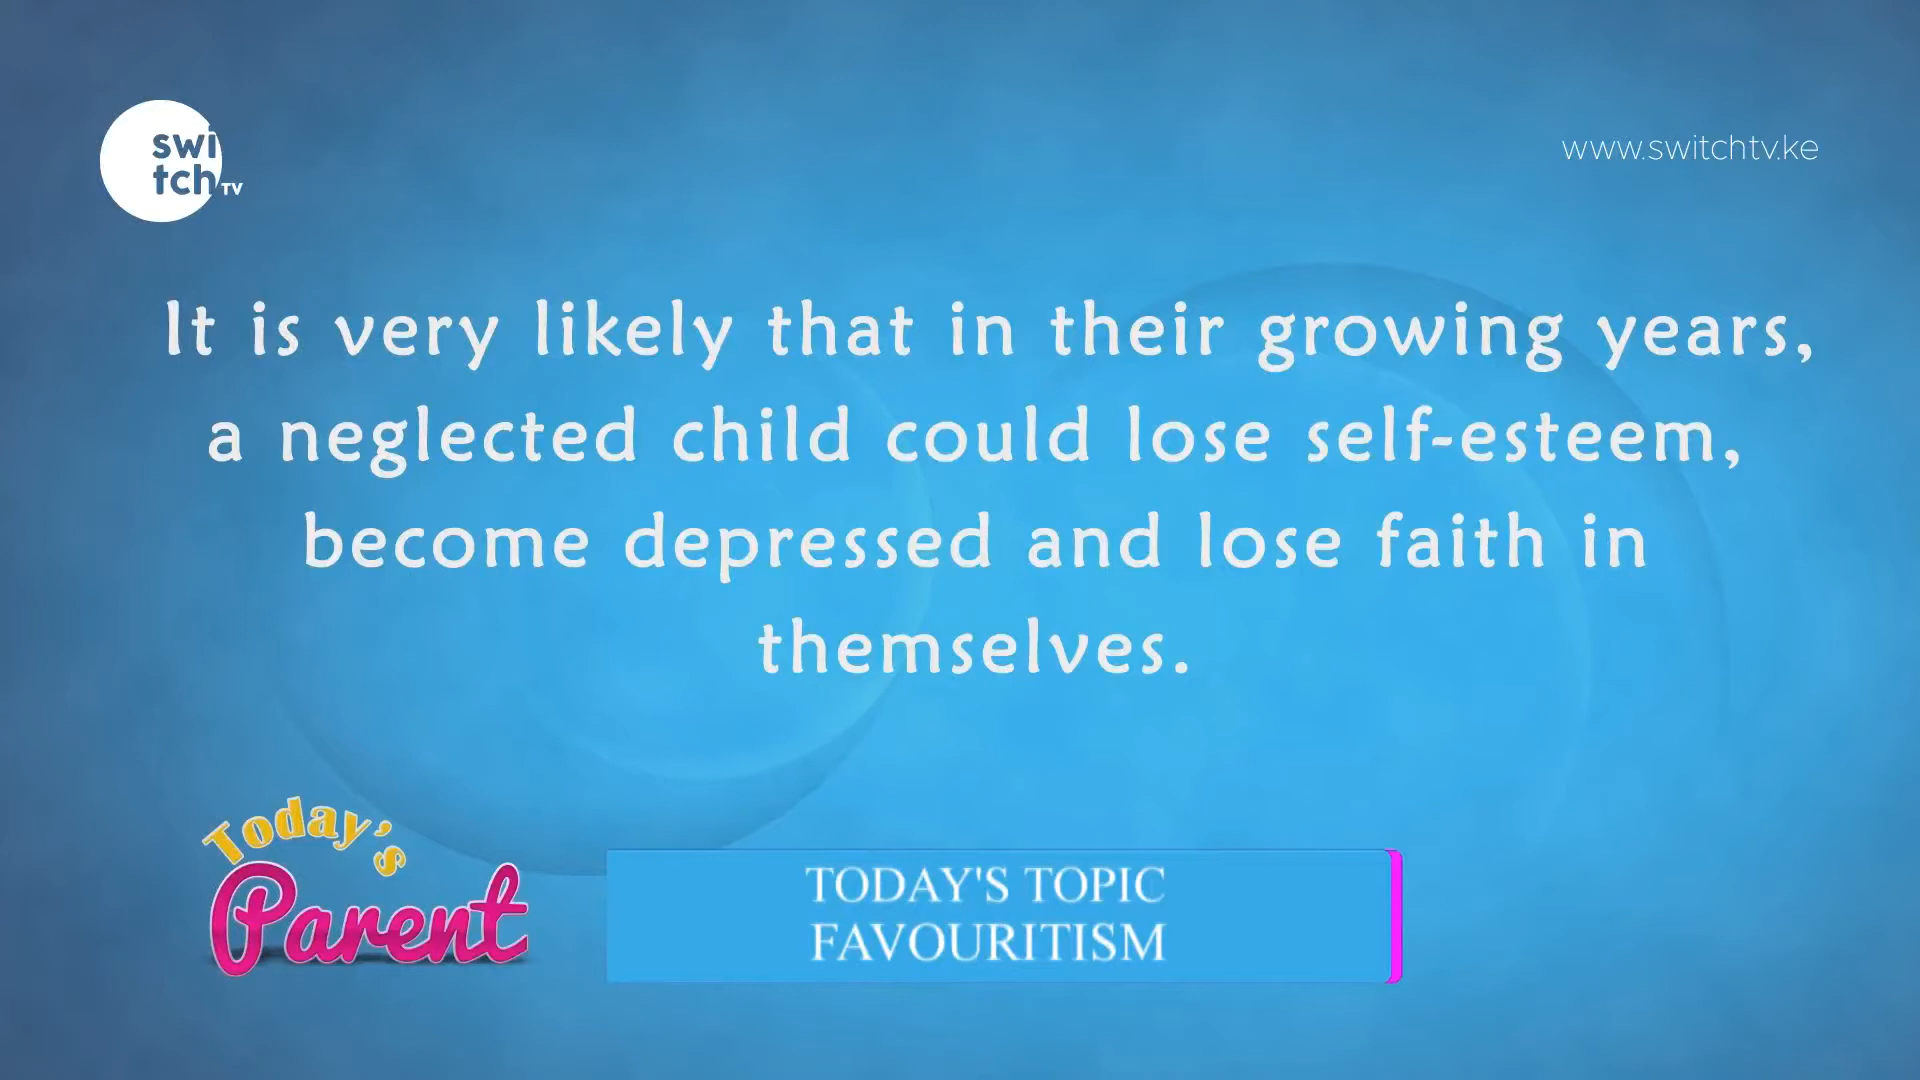 swi
tch TV
www.switchtv.ke
It is very likely that in their growing years,
a neglected child could lose self-esteem,
become depressed and lose faith in
themselves.
Today's
Parent
TODAY'S TOPIC
FAVOURITISM